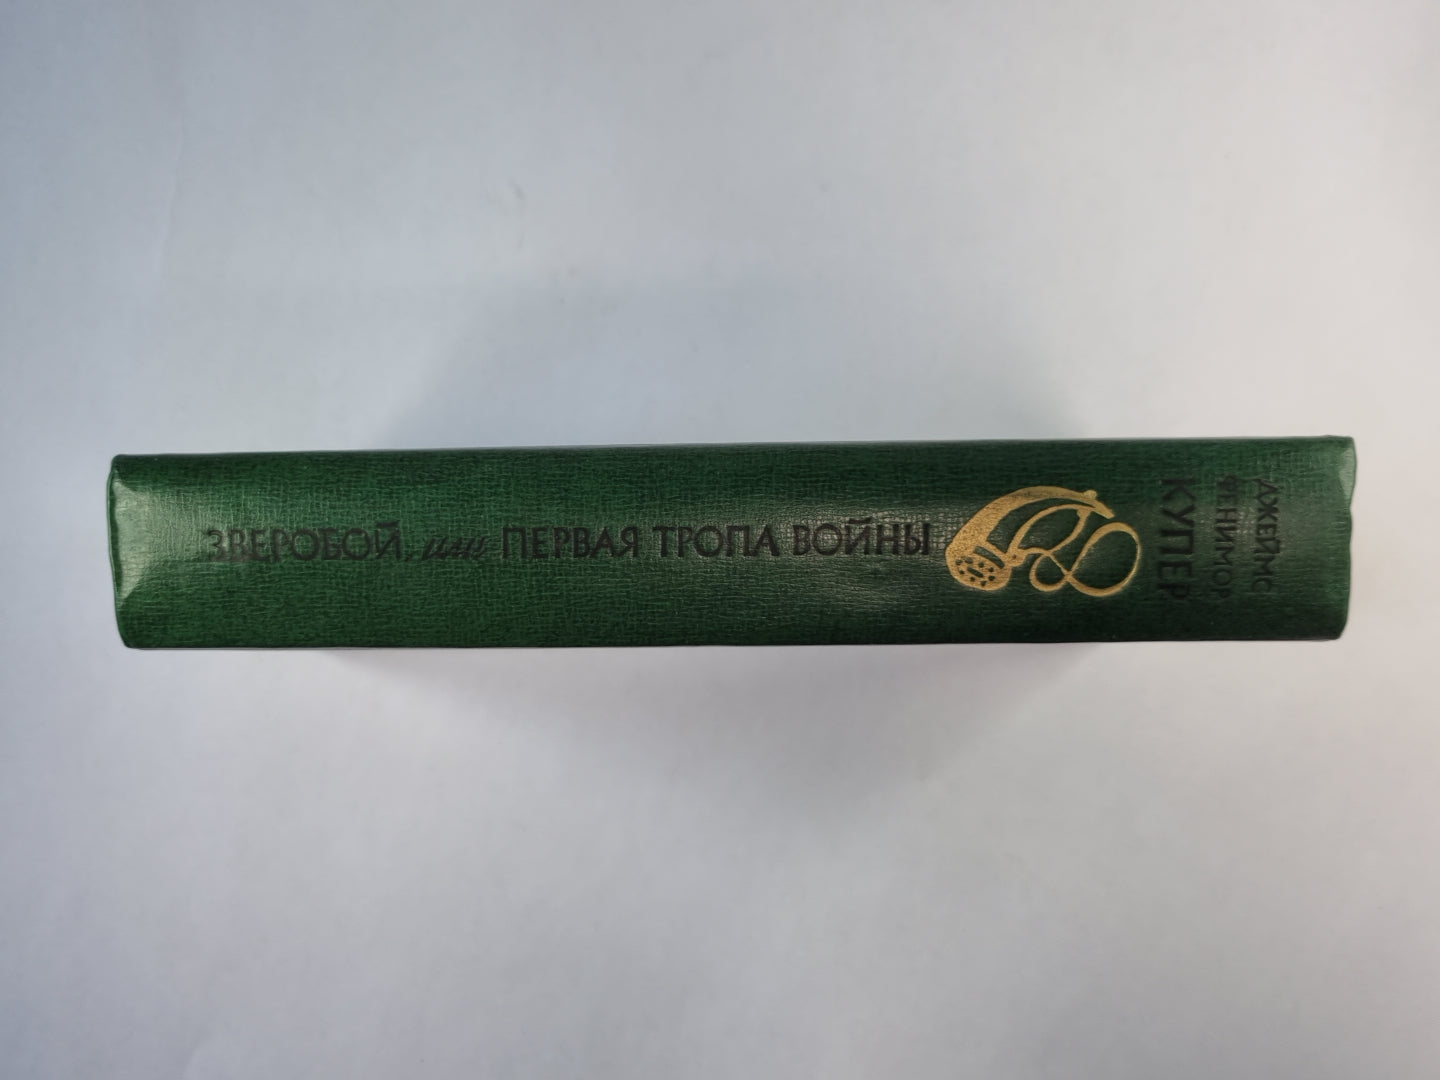 ДЖЕЙМС
ФЕНИМОР
КУПЕР
ЗВЕРОБОЙ, или ПЕРВАЯ ТРОПА ВОЙНЫ